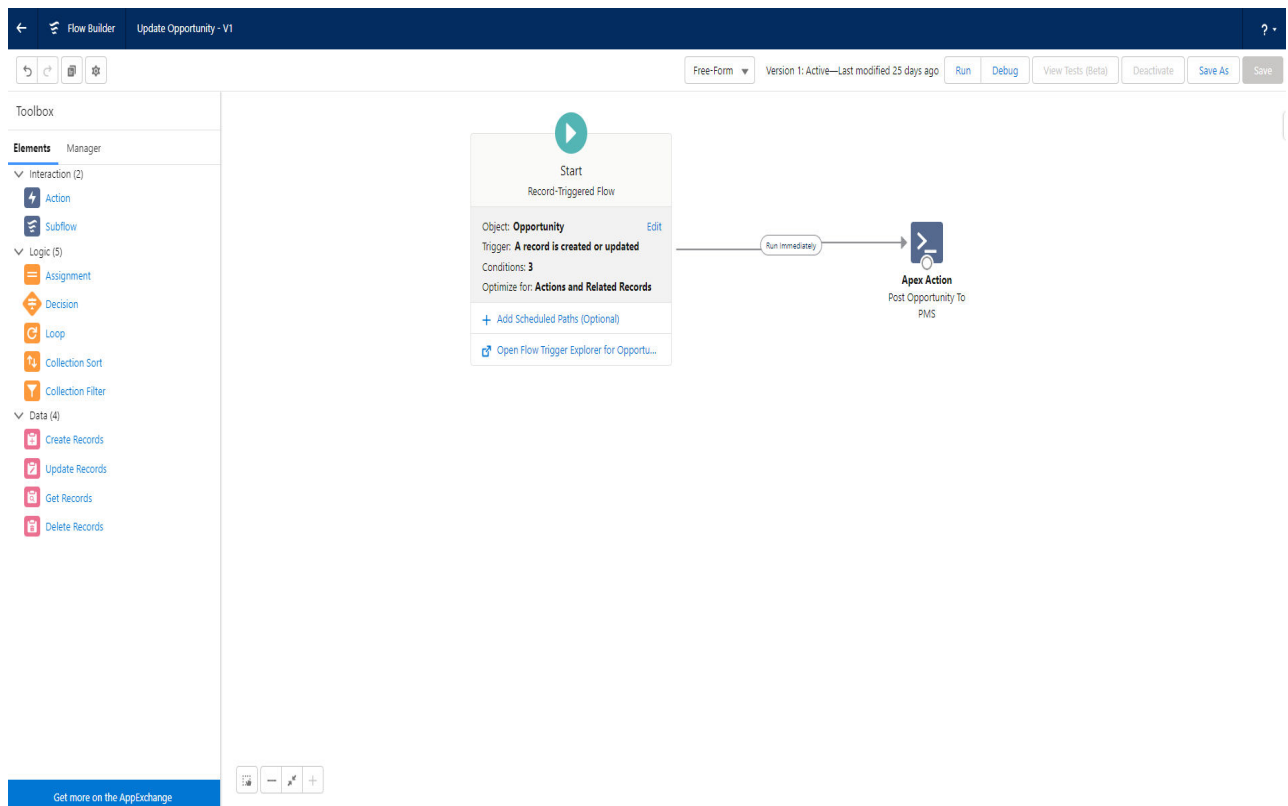 Flow Builder
Update Opportunity - V1
?
Free-Form
Version 1: Active—Last modified 25 days ago
Run
Debug
View Tests (Beta)
Deactivate
Save As
Save
Toolbox
Elements
Manager
Interaction (2)
Action
Subflow
Logic (5)
Assignment
Decision
Loop
Collection Sort
Collection Filter
Data (4)
Create Records
Update Records
Get Records
Delete Records
Get more on the AppExchange
Start
Record-Triggered Flow
Object: Opportunity
Edit
Trigger: A record is created or updated
Conditions: 3
Optimize for: Actions and Related Records
+ Add Scheduled Paths (Optional)
Open Flow Trigger Explorer for Opportu...
Run Immediately
Apex Action
Post Opportunity To
PMS